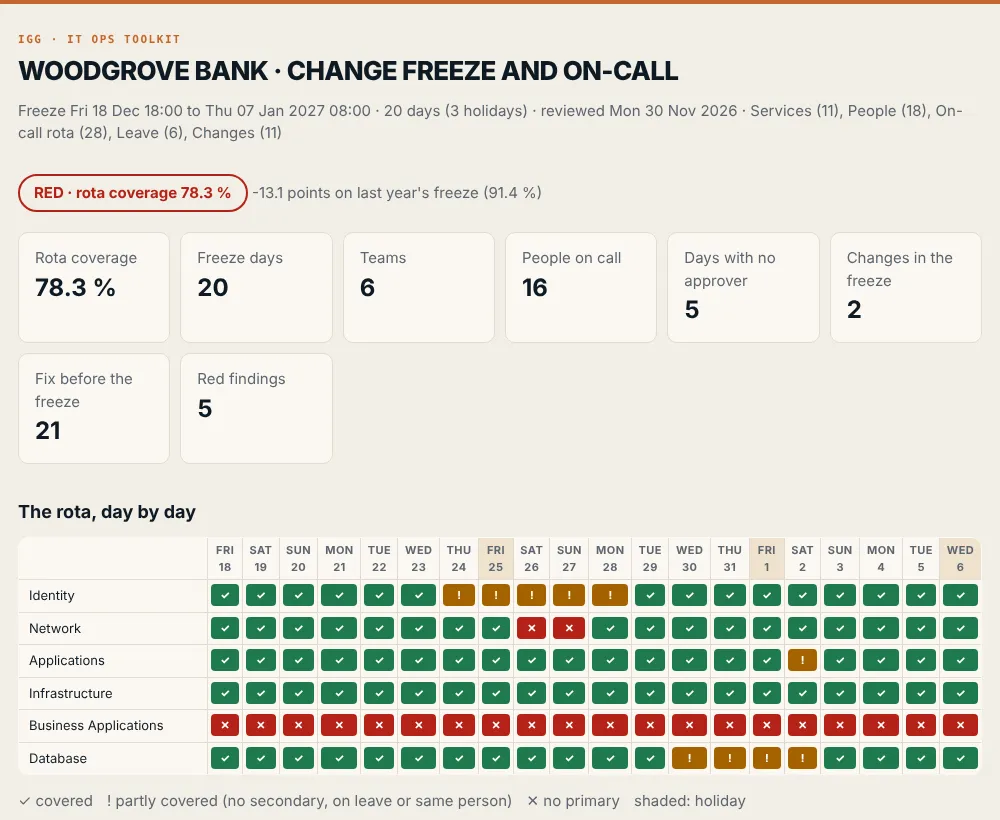 IGG · IT OPS TOOLKIT
WOODGROVE BANK · CHANGE FREEZE AND ON-CALL
Freeze Fri 18 Dec 18:00 to Thu 07 Jan 2027 08:00 · 20 days (3 holidays) · reviewed Mon 30 Nov 2026 · Services (11), People (18), On-
call rota (28), Leave (6), Changes (11)
RED · rota coverage 78.3 % -13.1 points on last year's freeze (91.4 %)
Rota coverage
78.3 %
Freeze days
20
Teams
6
People on call
16
Days with no
approver
5
Changes in the
freeze
2
Fix before the
freeze
21
Red findings
5
The rota, day by day
FRI SAT SUN MON TUE WED THU FRI SAT SUN MON TUE WED THU FRI SAT SUN MON TUE WED
18 19 20 21 22 23 24 25 26 27 28 29 30 31 1 2 3 4 5 6
Identity ✓ ✓ ✓ ✓ ✓ ✓ ! ! ! ! ! ✓ ✓ ✓ ✓ ✓ ✓ ✓ ✓ ✓
Network ✓ ✓ ✓ ✓ ✓ ✓ ✓ ✓ ✕ ✕ ✓ ✓ ✓ ✓ ✓ ✓ ✓ ✓ ✓ ✓
Applications ✓ ✓ ✓ ✓ ✓ ✓ ✓ ✓ ✓ ✓ ✓ ✓ ✓ ✓ ✓ ! ✓ ✓ ✓ ✓
Infrastructure ✓ ✓ ✓ ✓ ✓ ✓ ✓ ✓ ✓ ✓ ✓ ✓ ✓ ✓ ✓ ✓ ✓ ✓ ✓ ✓
Business Applications ✕ ✕ ✕ ✕ ✕ ✕ ✕ ✕ ✕ ✕ ✕ ✕ ✕ ✕ ✕ ✕ ✕ ✕ ✕ ✕
Database ✓ ✓ ✓ ✓ ✓ ✓ ✓ ✓ ✓ ✓ ✓ ✓ ! ! ! ! ✓ ✓ ✓ ✓
✓ covered ! partly covered (no secondary, on leave or same person) ✕ no primary shaded: holiday